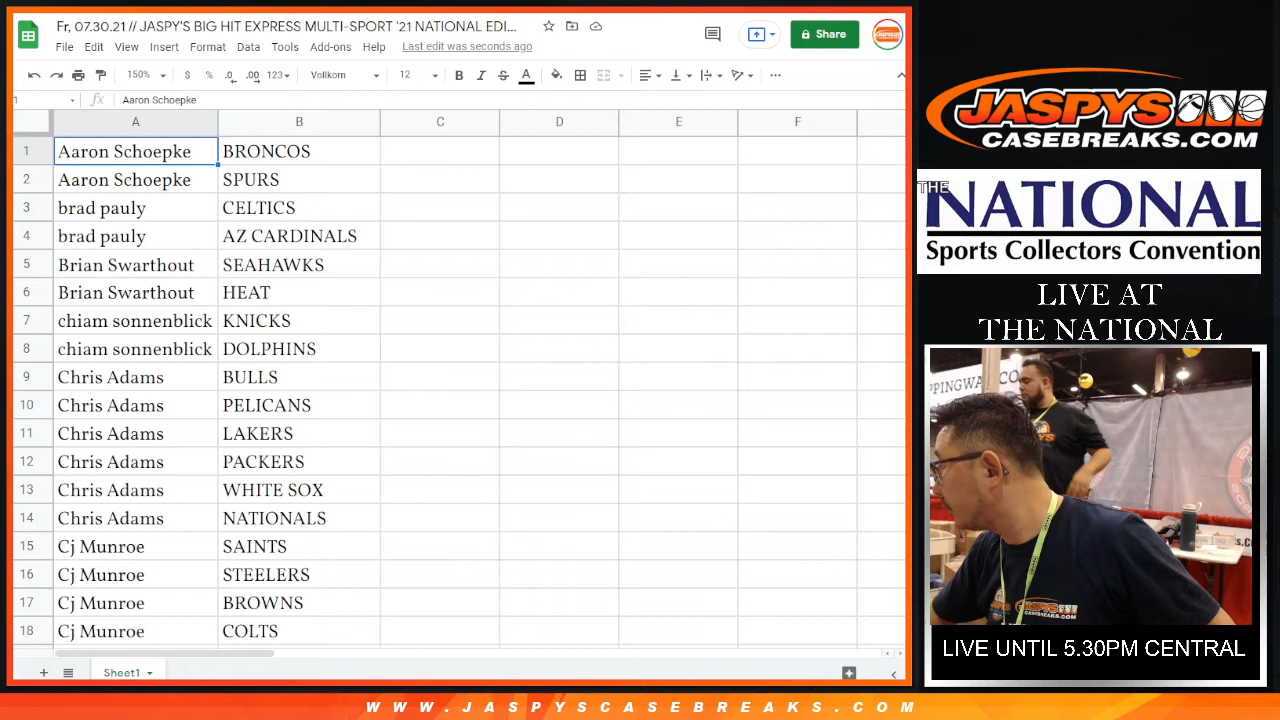 Fr, 07.30.21 // JASPY'S BIG HIT EXPRESS MULTI-SPORT '21 NATIONAL EDI...
File Edit View Insert Format Data Tools Add-ons Help Last edit was seconds ago
Share
150% $ % .0 .00 123 Vollkorn 12 B I S A
1 fx Aaron Schoepke
A B C D E F
1 Aaron Schoepke BRONCOS
2 Aaron Schoepke SPURS
3 brad pauly CELTICS
4 brad pauly AZ CARDINALS
5 Brian Swarthout SEAHAWKS
6 Brian Swarthout HEAT
7 chiam sonnenblick KNICKS
8 chiam sonnenblick DOLPHINS
9 Chris Adams BULLS
10 Chris Adams PELICANS
11 Chris Adams LAKERS
12 Chris Adams PACKERS
13 Chris Adams WHITE SOX
14 Chris Adams NATIONALS
15 Cj Munroe SAINTS
16 Cj Munroe STEELERS
17 Cj Munroe BROWNS
18 Cj Munroe COLTS
Sheet1
JASPYS
CASEBREAKS.COM
THE
NATIONAL
Sports Collectors Convention
LIVE AT
THE NATIONAL
JASPYS
CASEBREAKS.COM
LIVE UNTIL 5.30PM CENTRAL
WWW.JASPYSCASEBREAKS.COM